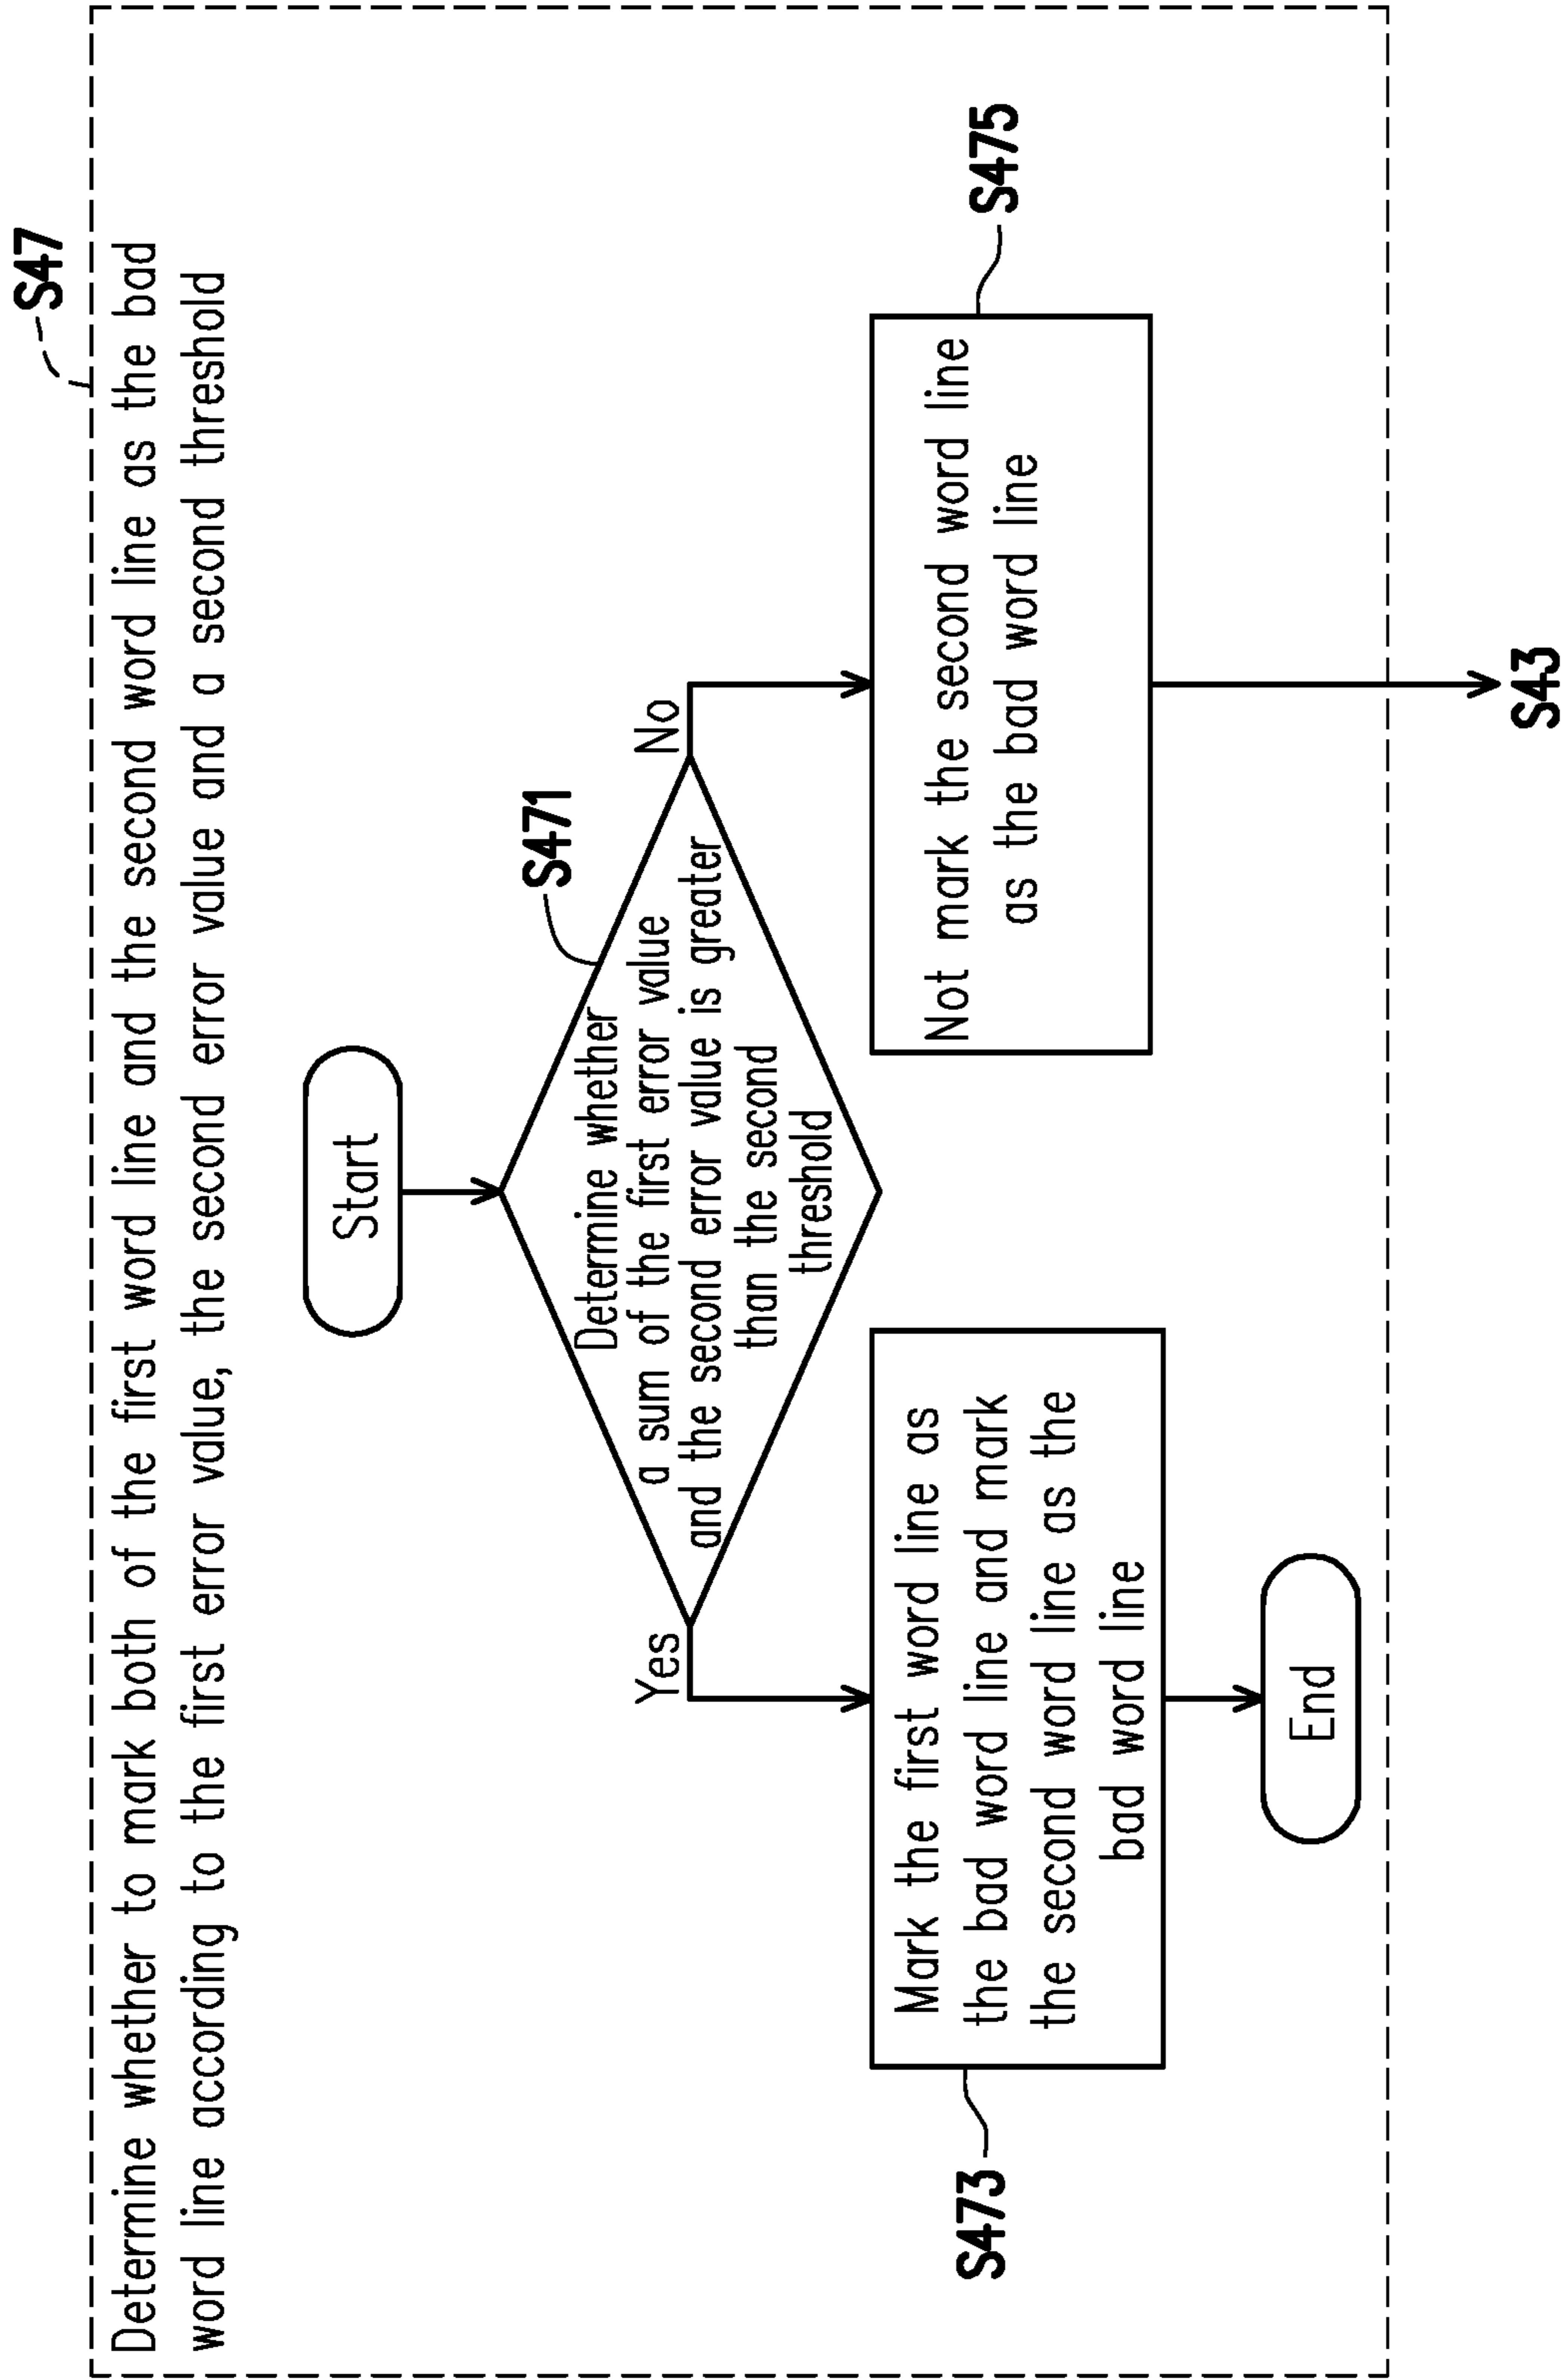 S47
Determine whether to mark both of the first word line and the second word line as the bad
word line according to the first error value, the second error value and a second threshold
Start
S471
Determine whether
a sum of the first error value
and the second error value is greater
than the second
threshold
Yes
No
S473
Mark the first word line as
the bad word line and mark
the second word line as the
bad word line
S475
Not mark the second word line
as the bad word line
End
S43